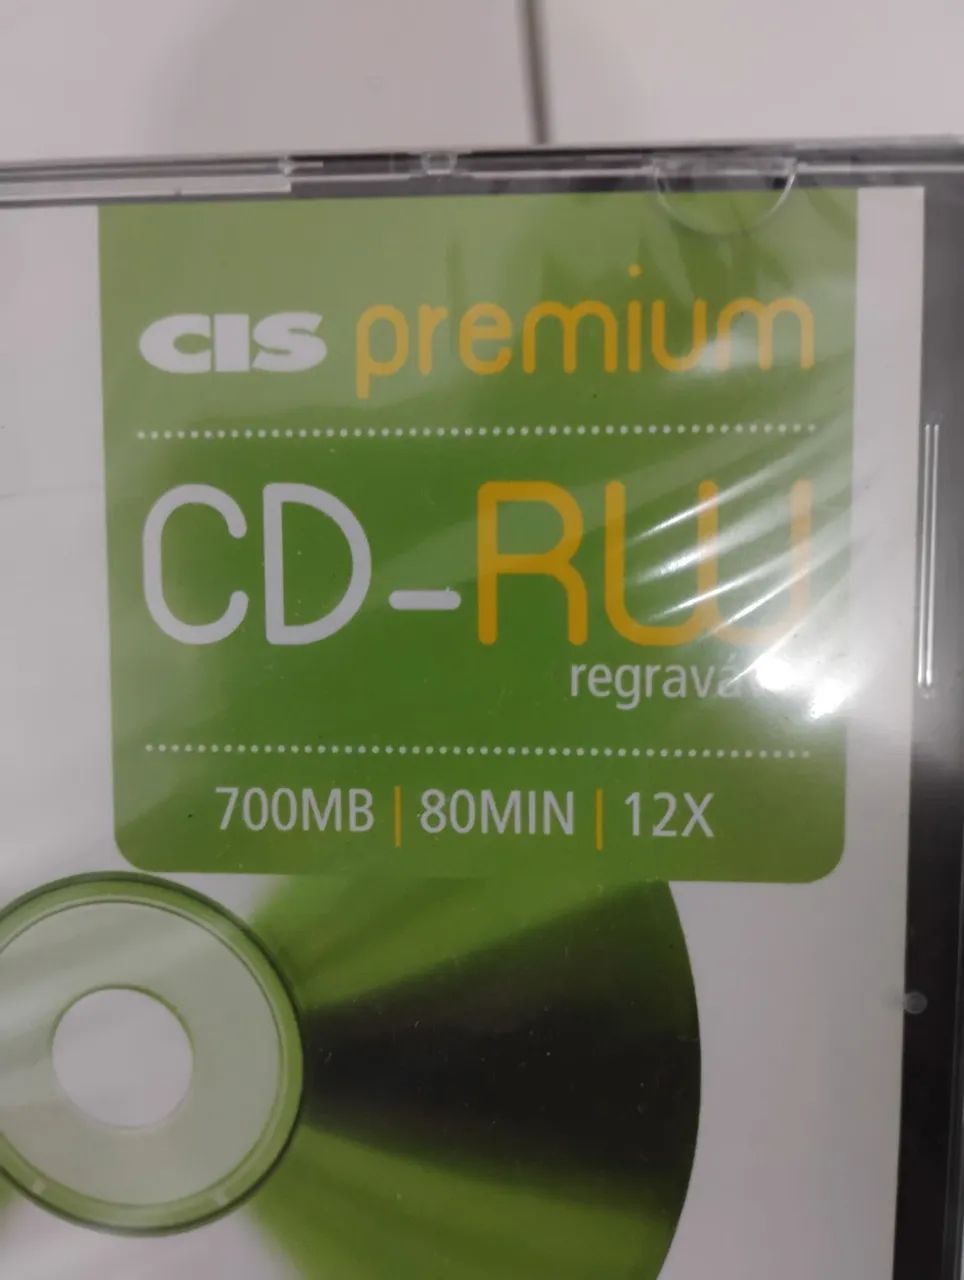 CIS premium
CD-RW
700MB | 80MIN | 12X